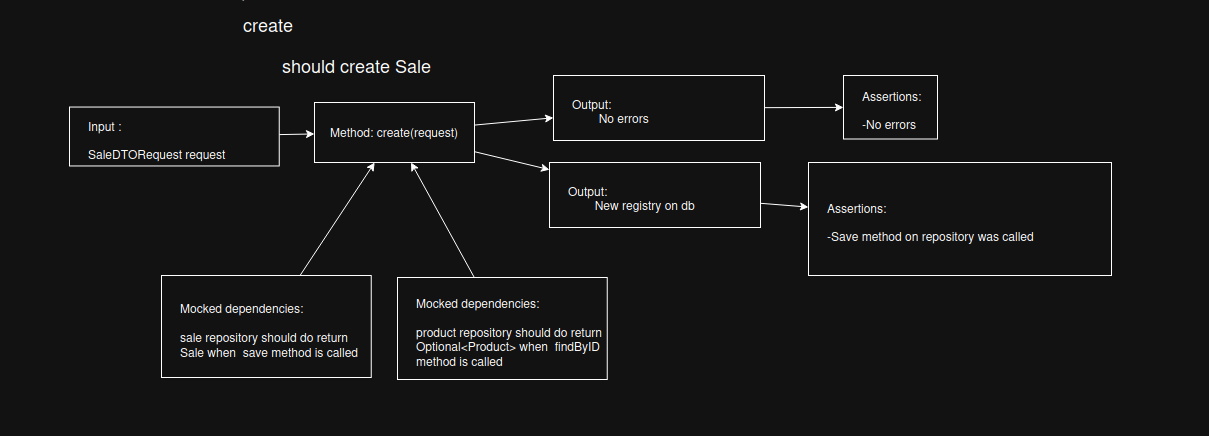 create
should create Sale
Input :
SaleDTORequest request
Method: create(request)
Output:
No errors
Assertions:
-No errors
Output:
New registry on db
Assertions:
-Save method on repository was called
Mocked dependencies:
sale repository should do return
Sale when  save method is called
Mocked dependencies:
product repository should do return
Optional<Product> when  findByID
method is called